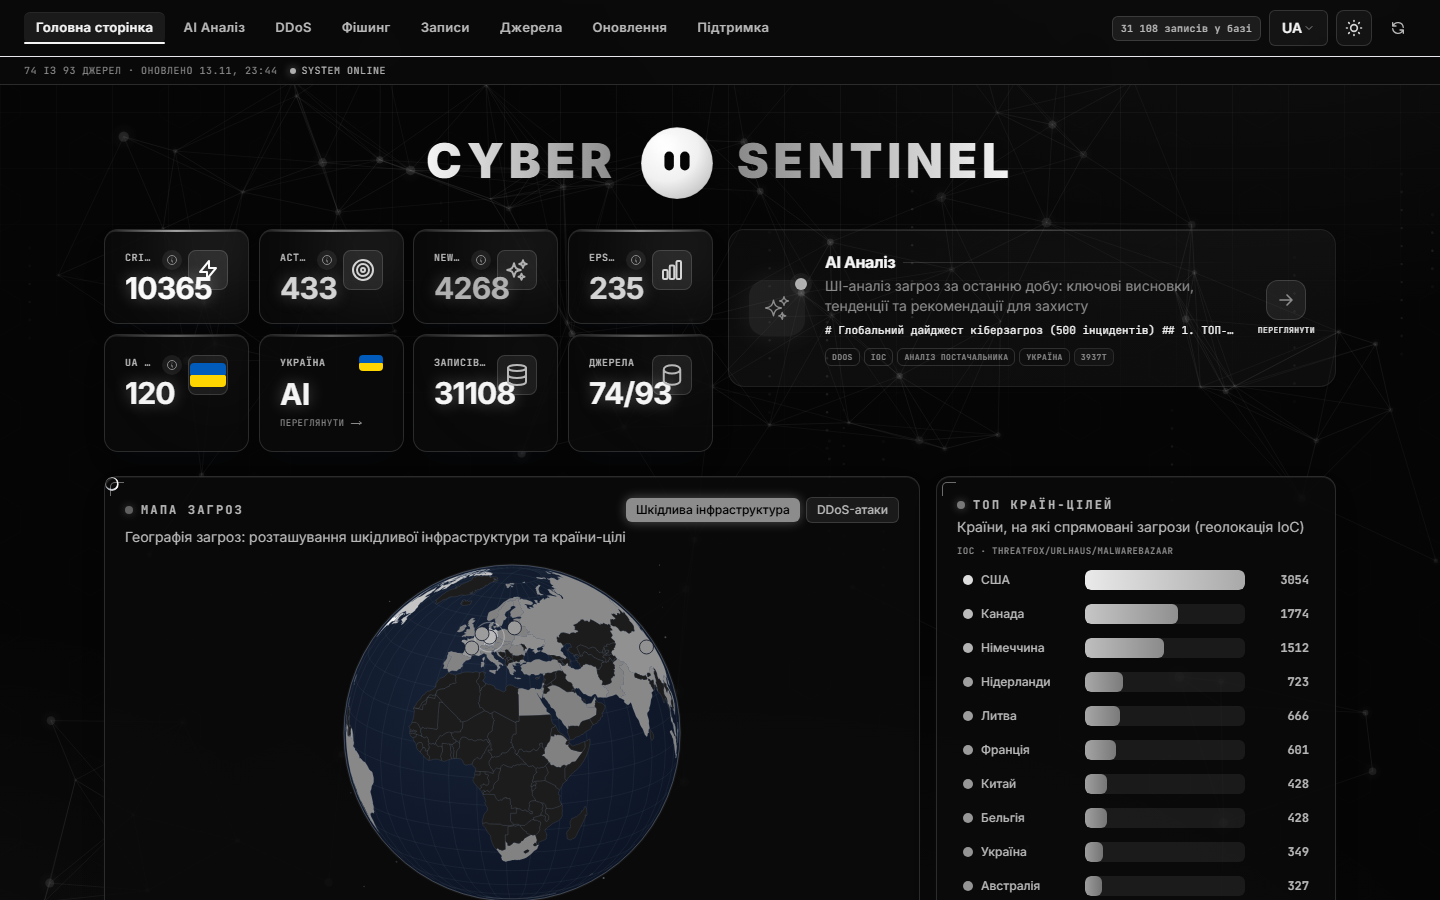 Головна сторінка
AI Аналіз
DDoS
Фішинг
Записи
Джерела
Оновлення
Підтримка
31 108 записів у базі
UA
74 ІЗ 93 ДЖЕРЕЛ · ОНОВЛЕНО 13.11, 23:44
SYSTEM ONLINE
CYBER SENTINEL
CRI…
10365
ACT…
433
NEW…
4268
EPS…
235
AI Аналіз
ШІ-аналіз загроз за останню добу: ключові висновки,
тенденції та рекомендації для захисту
# Глобальний дайджест кіберзагроз (500 інцидентів) ## 1. ТОП-…
DDOS
IOC
АНАЛІЗ ПОСТАЧАЛЬНИКА
УКРАЇНА
3937T
ПЕРЕГЛЯНУТИ
UA …
120
УКРАЇНА
AI
ПЕРЕГЛЯНУТИ →
ЗАПИСІВ…
31108
ДЖЕРЕЛА
74/93
МАПА ЗАГРОЗ
Шкідлива інфраструктура
DDoS-атаки
Географія загроз: розташування шкідливої інфраструктури та країни-цілі
ТОП КРАЇН-ЦІЛЕЙ
Країни, на які спрямовані загрози (геолокація IoC)
IOC · THREATFOX/URLHAUS/MALWAREBAZAAR
США 3054
Канада 1774
Німеччина 1512
Нідерланди 723
Литва 666
Франція 601
Китай 428
Бельгія 428
Україна 349
Австралія 327